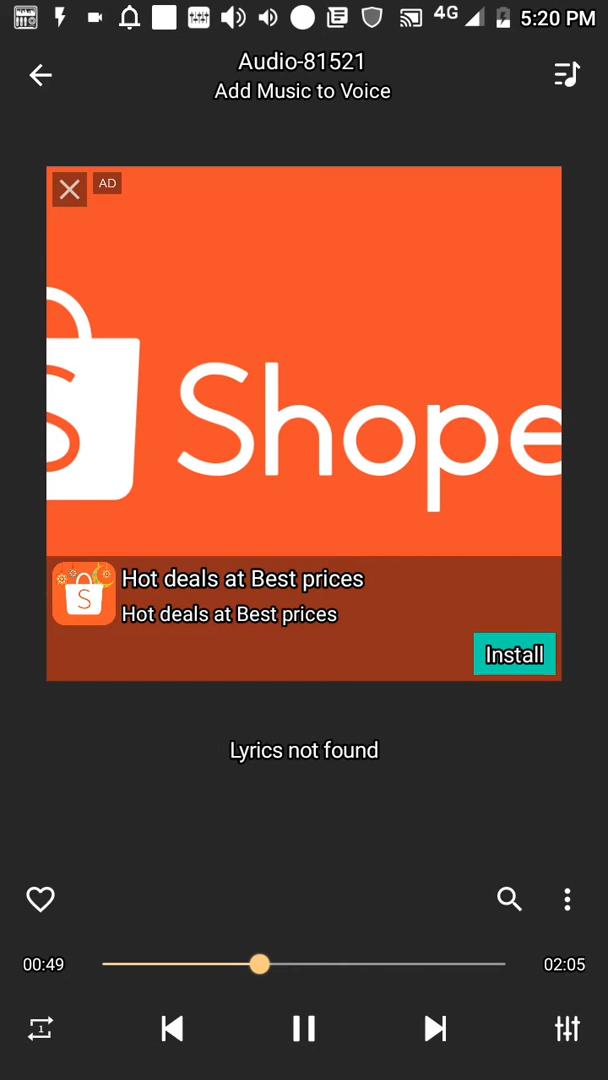 4G 5:20 PM
Audio-81521
Add Music to Voice
AD
S Shope
S
Hot deals at Best prices
Hot deals at Best prices
Install
Lyrics not found
00:49
02:05
1